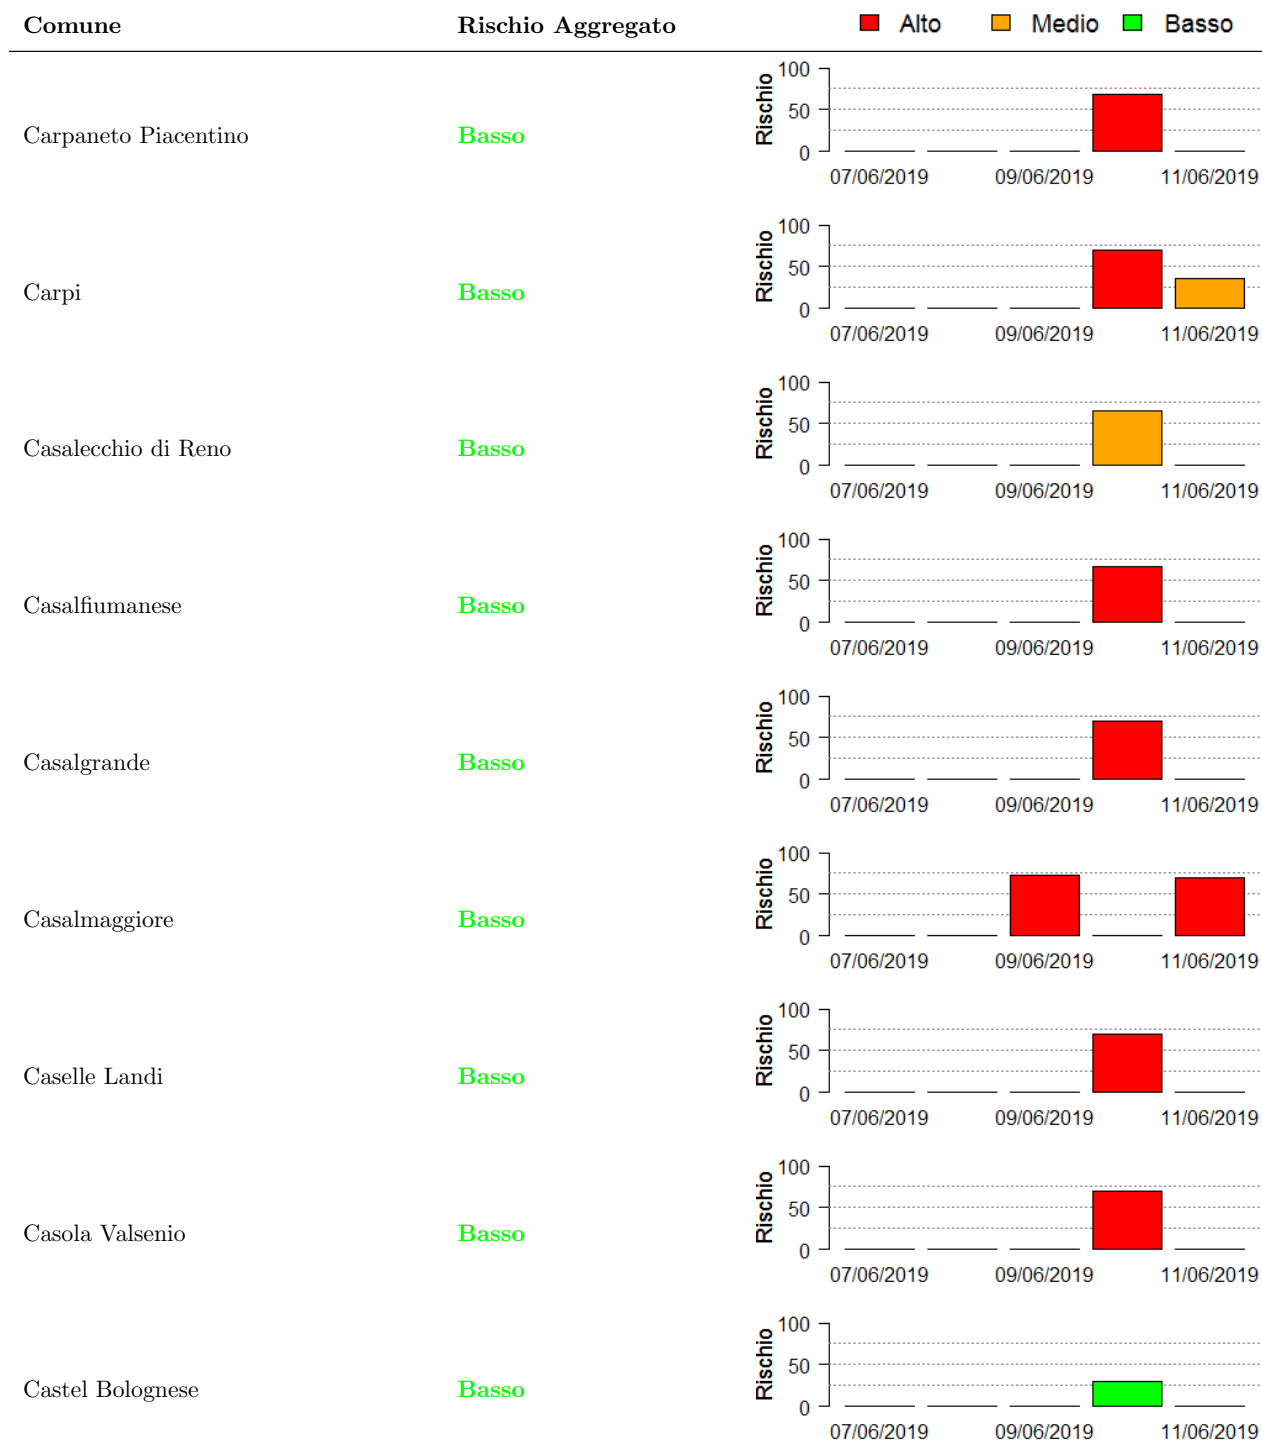 Comune Rischio Aggregato Alto Medio Basso
Carpaneto Piacentino Basso Rischio 100 50 0
07/06/2019 09/06/2019 11/06/2019
Carpi Basso Rischio 100 50 0
07/06/2019 09/06/2019 11/06/2019
Casalecchio di Reno Basso Rischio 100 50 0
07/06/2019 09/06/2019 11/06/2019
Casalfiumanese Basso Rischio 100 50 0
07/06/2019 09/06/2019 11/06/2019
Casalgrande Basso Rischio 100 50 0
07/06/2019 09/06/2019 11/06/2019
Casalmaggiore Basso Rischio 100 50 0
07/06/2019 09/06/2019 11/06/2019
Caselle Landi Basso Rischio 100 50 0
07/06/2019 09/06/2019 11/06/2019
Casola Valsenio Basso Rischio 100 50 0
07/06/2019 09/06/2019 11/06/2019
Castel Bolognese Basso Rischio 100 50 0
07/06/2019 09/06/2019 11/06/2019